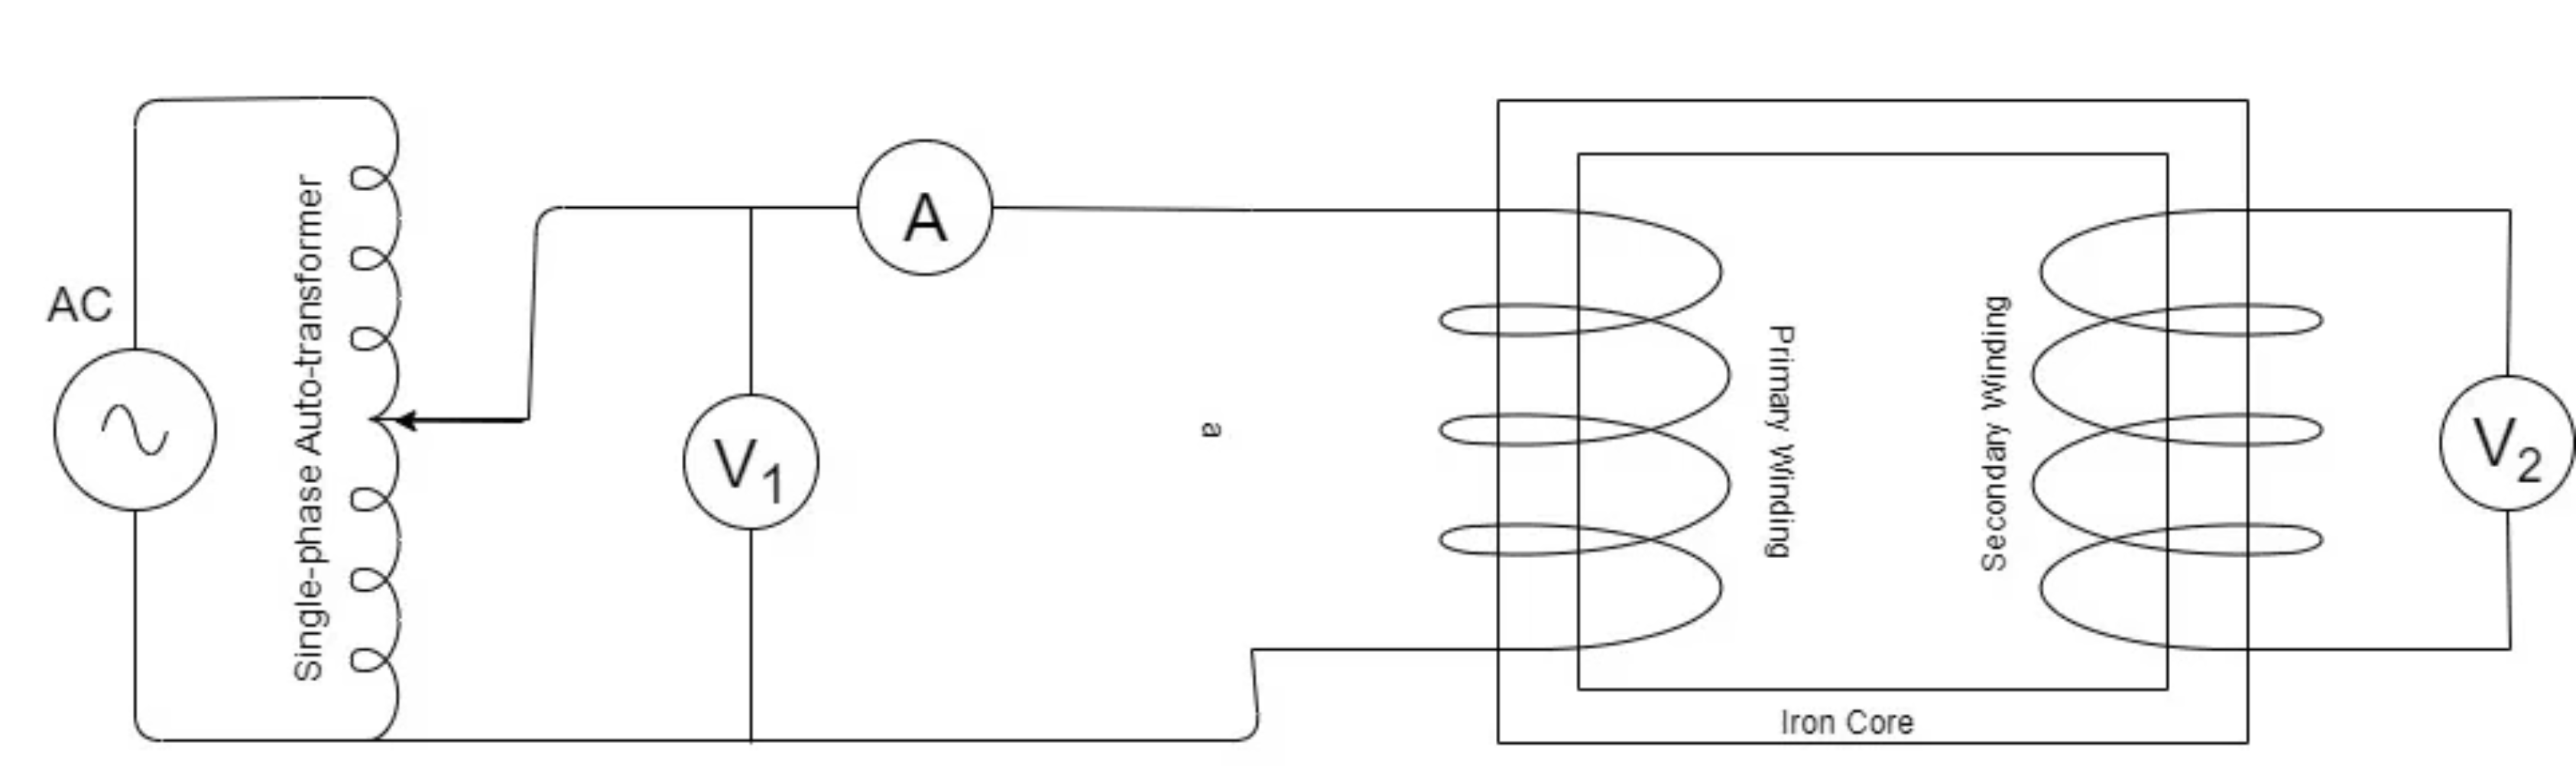 AC
Single-phase Auto-transformer
A
V₁
a
Primary Winding
Secondary Winding
V₂
Iron Core